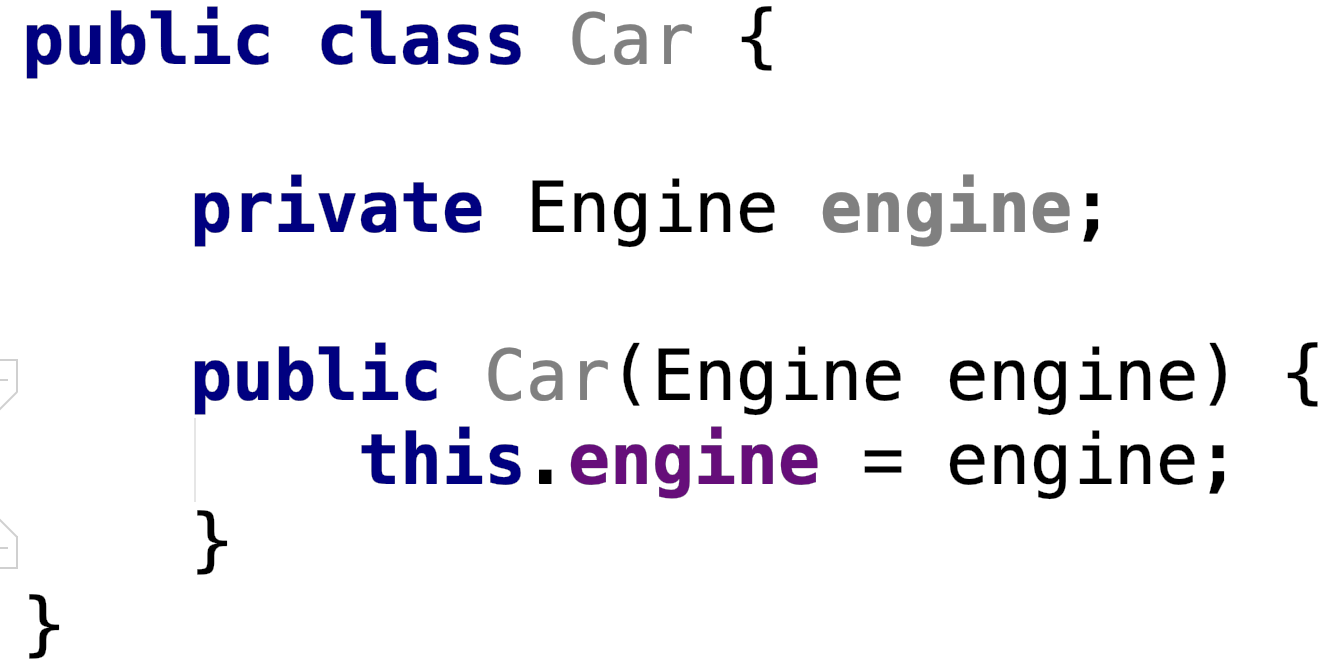 public class Car {
    private Engine engine;
    public Car(Engine engine) {
        this.engine = engine;
    }
}